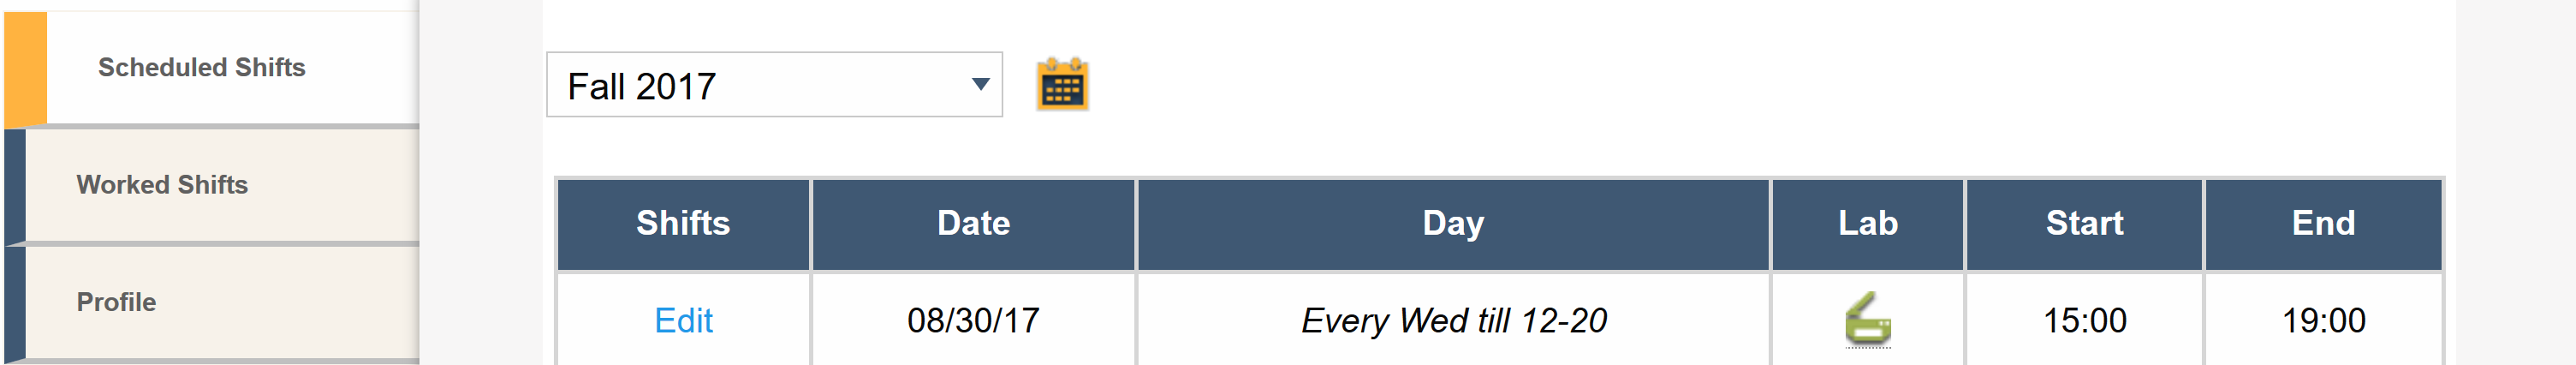 Scheduled Shifts
Worked Shifts
Profile
Fall 2017
Shifts Date Day Lab Start End
Edit 08/30/17 Every Wed till 12-20 15:00 19:00